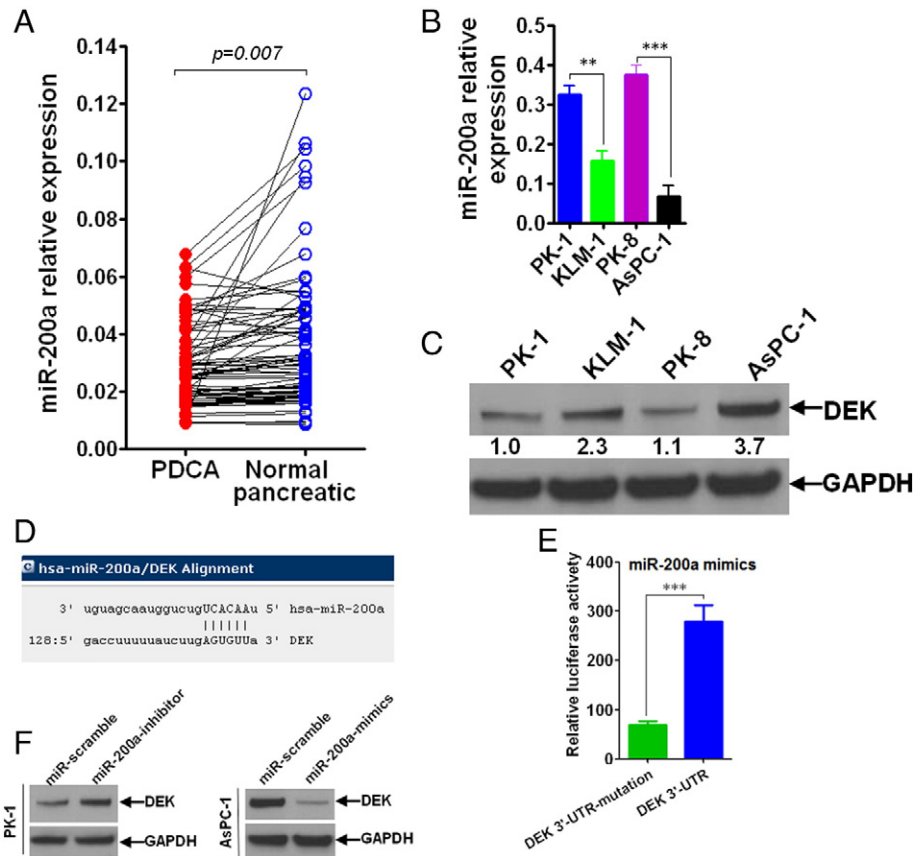 A
p=0.007
miR-200a relative expression
0.14
0.12
0.10
0.08
0.06
0.04
0.02
0.00
PDCA
Normal
pancreatic
B
miR-200a relative
expression
0.5
0.4
0.3
0.2
0.1
0.0
**
***
PK-1
KLM-1
PK-8
AsPC-1
C
PK-1
KLM-1
PK-8
AsPC-1
DEK
1.0 2.3 1.1 3.7
GAPDH
D
hsa-miR-200a/DEK Alignment
3' uguagcaauggucugUCACAAu 5' hsa-miR-200a
||||||
128:5' gaccuuuuuaucuugAGUGUUa 3' DEK
E
miR-200a mimics
***
Relative luciferase activety
400
300
200
100
0
DEK 3'-UTR-mutation
DEK 3'-UTR
F
miR-scramble
miR-200a-inhibitor
PK-1
DEK
GAPDH
miR-scramble
miR-200a-mimics
AsPC-1
DEK
GAPDH